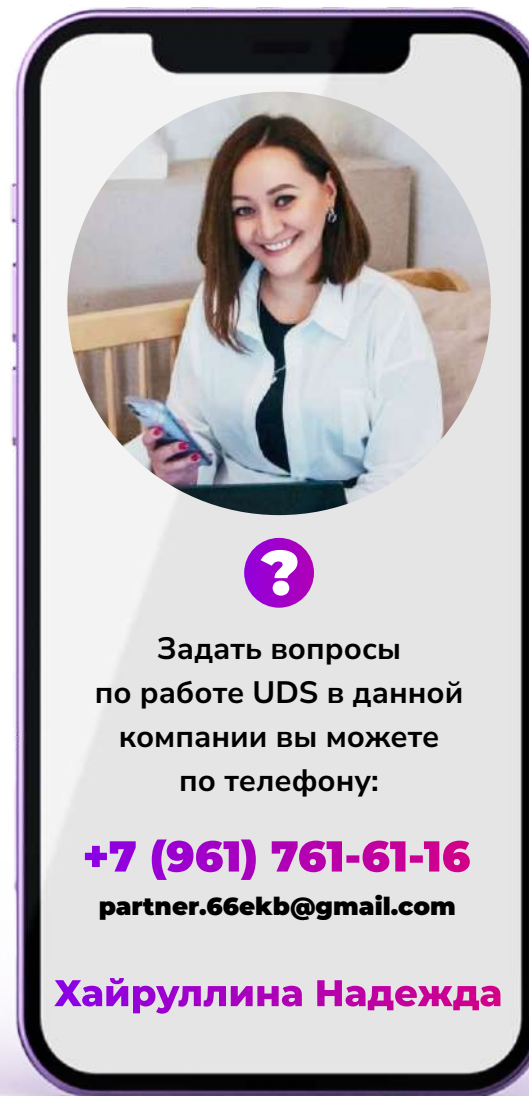 ?
Задать вопросы
по работе UDS в данной
компании вы можете
по телефону:
+7 (961) 761-61-16
partner.66ekb@gmail.com
Хайруллина Надежда